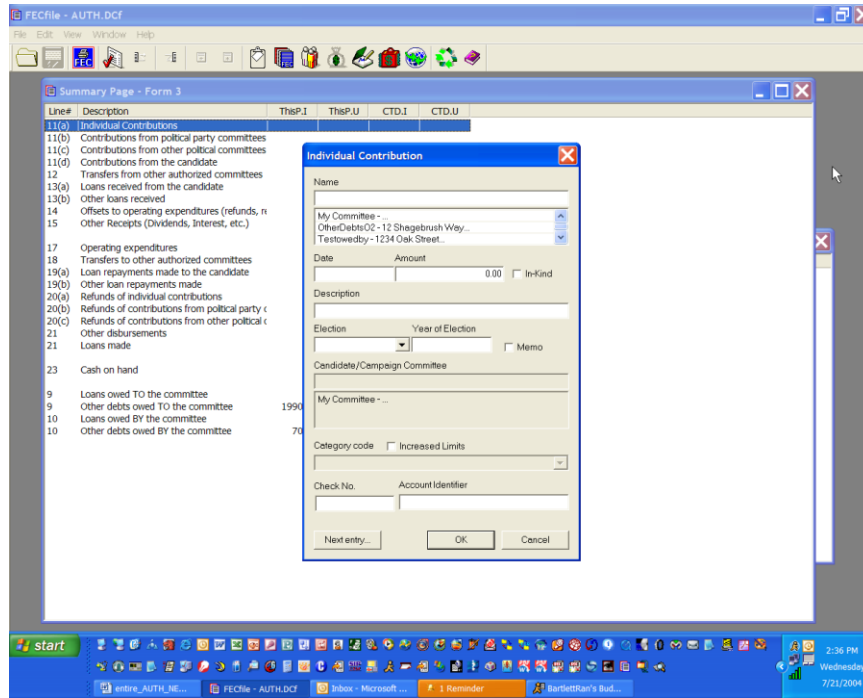 FECfile - AUTH.DCf
File Edit View Window Help
FEC
Summary Page - Form 3
Line# Description ThisP.I ThisP.U CTD.I CTD.U
11(a) Individual Contributions
11(b) Contributions from political party committees
11(c) Contributions from other political committees
11(d) Contributions from the candidate
12 Transfers from other authorized committees
13(a) Loans received from the candidate
13(b) Other loans received
14 Offsets to operating expenditures (refunds, re
15 Other Receipts (Dividends, Interest, etc.)
17 Operating expenditures
18 Transfers to other authorized committees
19(a) Loan repayments made to the candidate
19(b) Other loan repayments made
20(a) Refunds of individual contributions
20(b) Refunds of contributions from political party c
20(c) Refunds of contributions from other political c
21 Other disbursements
21 Loans made
23 Cash on hand
9 Loans owed TO the committee
9 Other debts owed TO the committee 1990
10 Loans owed BY the committee
10 Other debts owed BY the committee 70
Individual Contribution
Name
My Committee - ...
OtherDebtsO2 - 12 Shagebrush Way...
Testowedby - 1234 Oak Street...
Date Amount
0.00 In-Kind
Description
Election Year of Election
Memo
Candidate/Campaign Committee
My Committee - ...
Category code Increased Limits
Check No. Account Identifier
Next entry... OK Cancel
start
2:36 PM
Wednesday
7/21/2004
entire_AUTH_NE... FECfile - AUTH.DCf Inbox - Microsoft ... 1 Reminder BartlettRan's Bud...